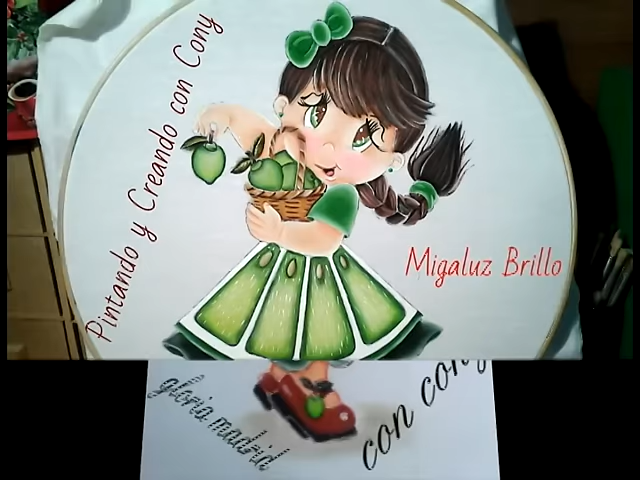 Pintando y Creando con Cony
Migaluz Brillo
gloria madrid
con cony